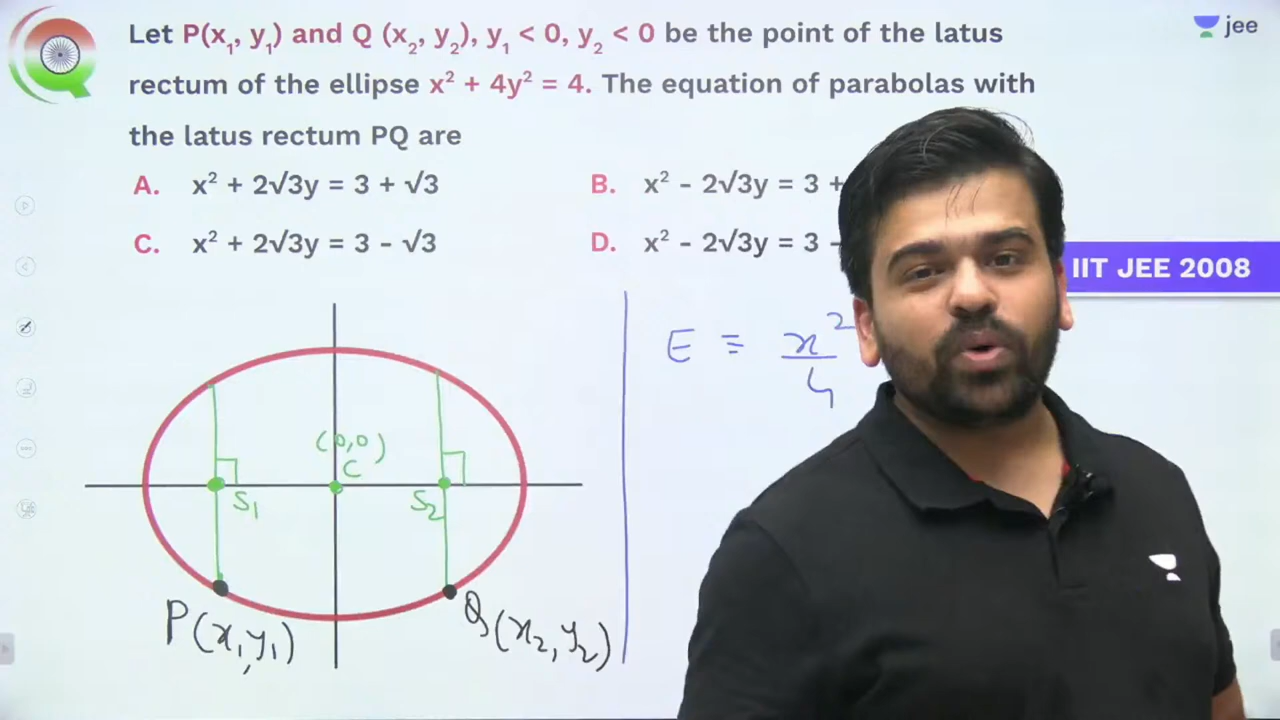 Let P(x₁, y₁) and Q (x₂, y₂), y₁ < 0, y₂ < 0 be the point of the latus
jee
rectum of the ellipse x² + 4y² = 4. The equation of parabolas with
the latus rectum PQ are
A. x² + 2√3y = 3 + √3
B. x² - 2√3y = 3 +
C. x² + 2√3y = 3 - √3
D. x² - 2√3y = 3 -
IIT JEE 2008
E ≡ x²/4
(0,0)
C
S₁
S₂
P(x₁,y₁)
Q(x₂,y₂)